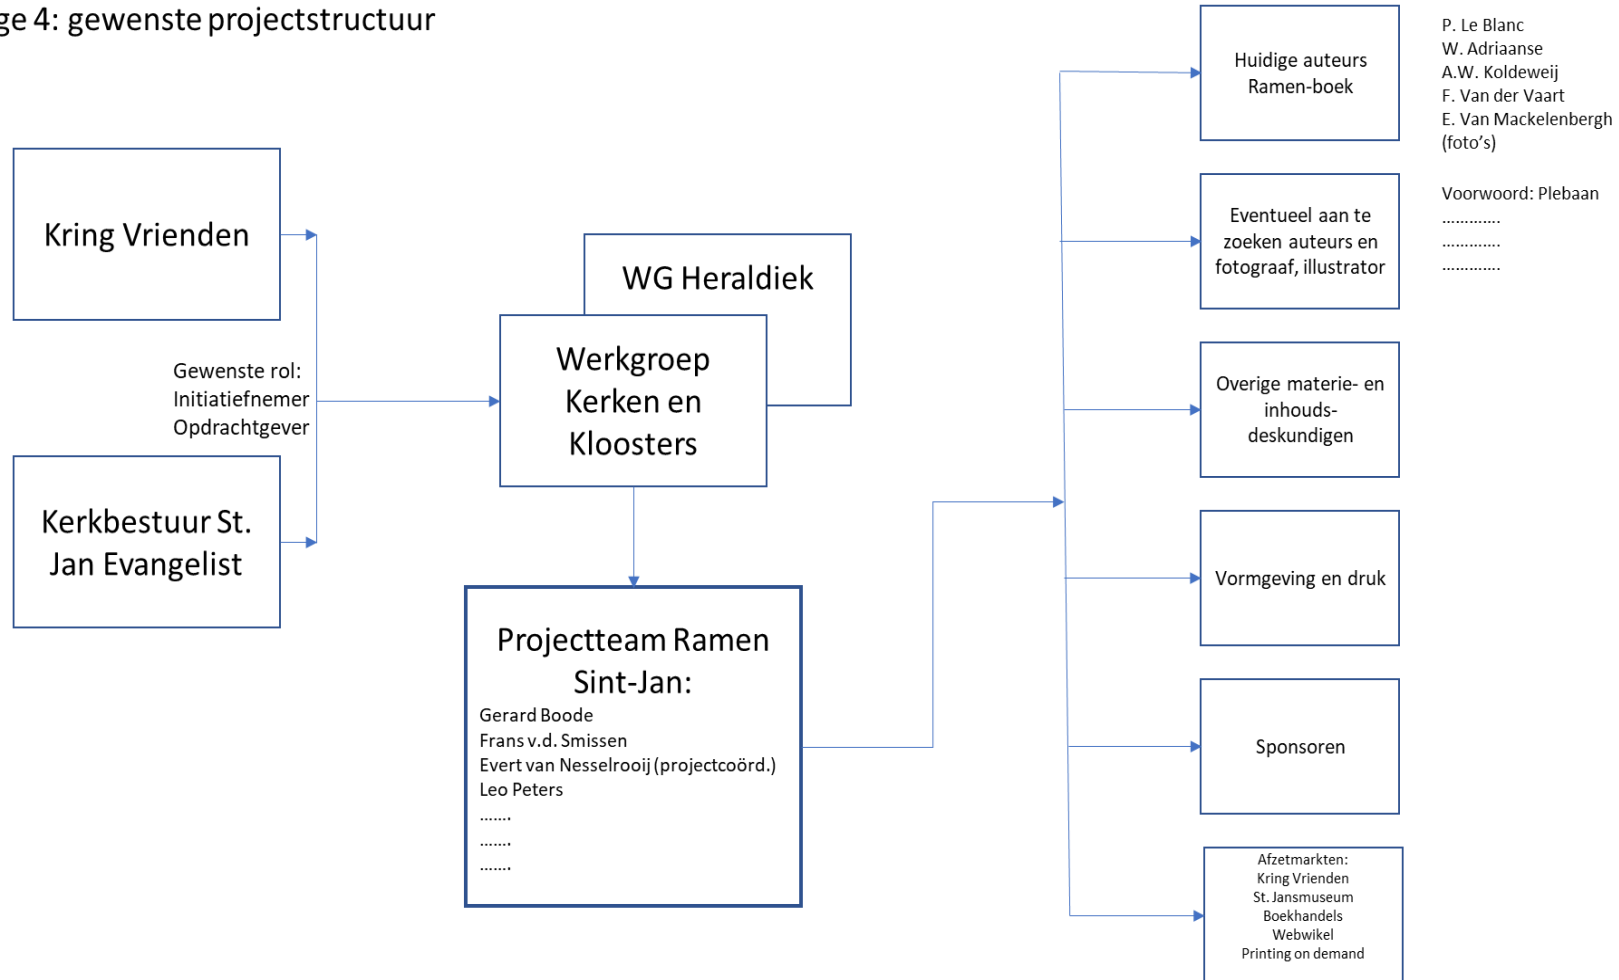 ge 4: gewenste projectstructuur
Kring Vrienden
Gewenste rol:
Initiatiefnemer
Opdrachtgever
Kerkbestuur St.
Jan Evangelist
WG Heraldiek
Werkgroep
Kerken en
Kloosters
Projectteam Ramen
Sint-Jan:
Gerard Boode
Frans v.d. Smissen
Evert van Nesselrooij (projectcoörd.)
Leo Peters
.......
.......
.......
Huidige auteurs
Ramen-boek
P. Le Blanc
W. Adriaanse
A.W. Koldeweij
F. Van der Vaart
E. Van Mackelenbergh
(foto's)
Eventueel aan te
zoeken auteurs en
fotograaf, illustrator
Voorwoord: Plebaan
.............
.............
.............
Overige materie- en
inhouds-
deskundigen
Vormgeving en druk
Sponsoren
Afzetmarkten:
Kring Vrienden
St. Jansmuseum
Boekhandels
Webwikel
Printing on demand